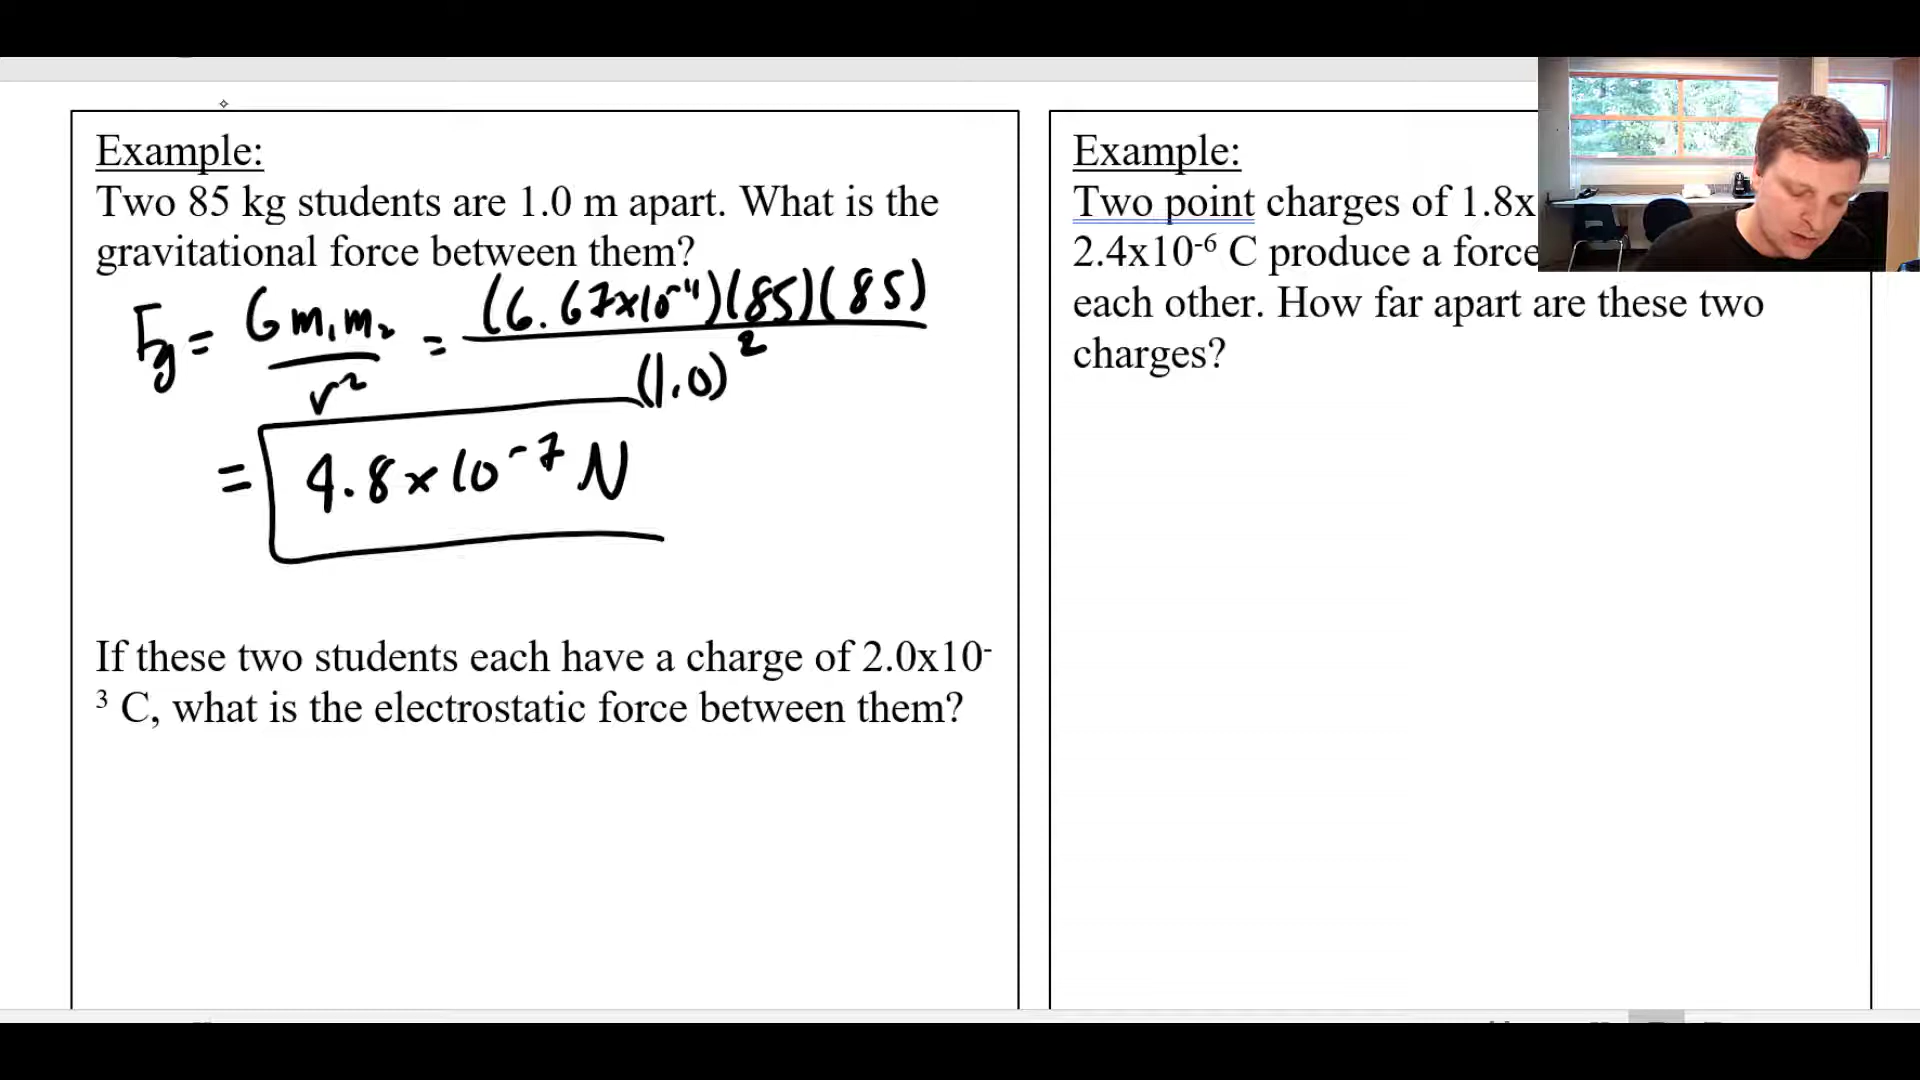 Example:
Two 85 kg students are 1.0 m apart. What is the
gravitational force between them?
Fg = Gm₁m₂ / r² = (6.67x10⁻¹¹)(85)(85) / (1.0)²
= 4.8x10⁻⁷ N
If these two students each have a charge of 2.0x10⁻
³ C, what is the electrostatic force between them?
Example:
Two point charges of 1.8x
2.4x10⁻⁶ C produce a force
each other. How far apart are these two
charges?